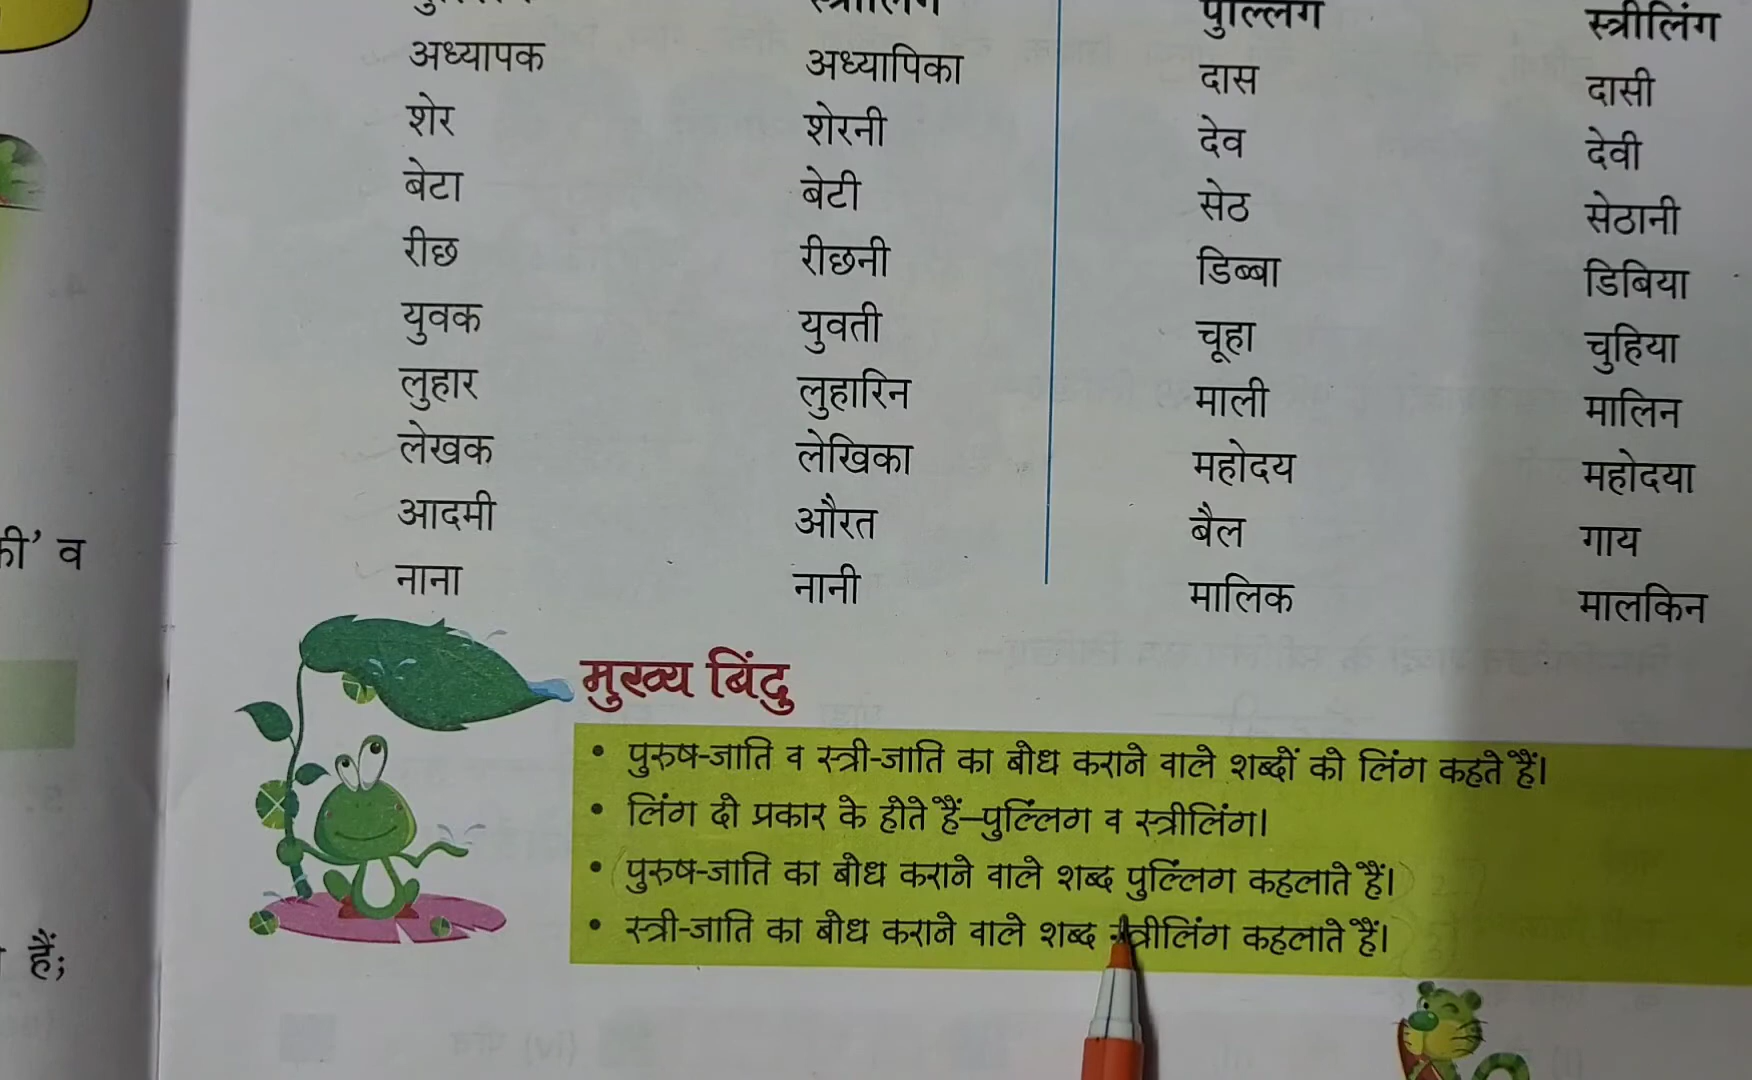 स्त्रीलिंग पुल्लिंग स्त्रीलिंग
अध्यापक अध्यापिका दास दासी
शेर शेरनी देव देवी
बेटा बेटी सेठ सेठानी
रीछ रीछनी डिब्बा डिबिया
युवक युवती चूहा चुहिया
लुहार लुहारिन माली मालिन
लेखक लेखिका महोदय महोदया
आदमी औरत बैल गाय
नाना नानी मालिक मालकिन
की’ व
मुख्य बिंदु
• पुरुष-जाति व स्त्री-जाति का बोध कराने वाले शब्दों को लिंग कहते हैं।
• लिंग दो प्रकार के होते हैं–पुल्लिंग व स्त्रीलिंग।
• पुरुष-जाति का बोध कराने वाले शब्द पुल्लिंग कहलाते हैं।
• स्त्री-जाति का बोध कराने वाले शब्द स्त्रीलिंग कहलाते हैं।
हैं;